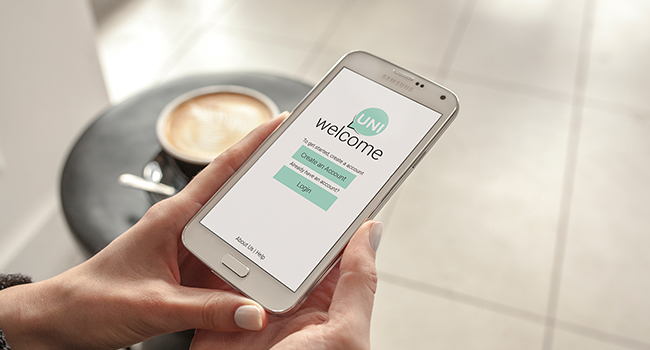 SAMSUNG
UNI
welcome
To get started, create a account
Create an Account
Already have an account?
Login
About Us | Help